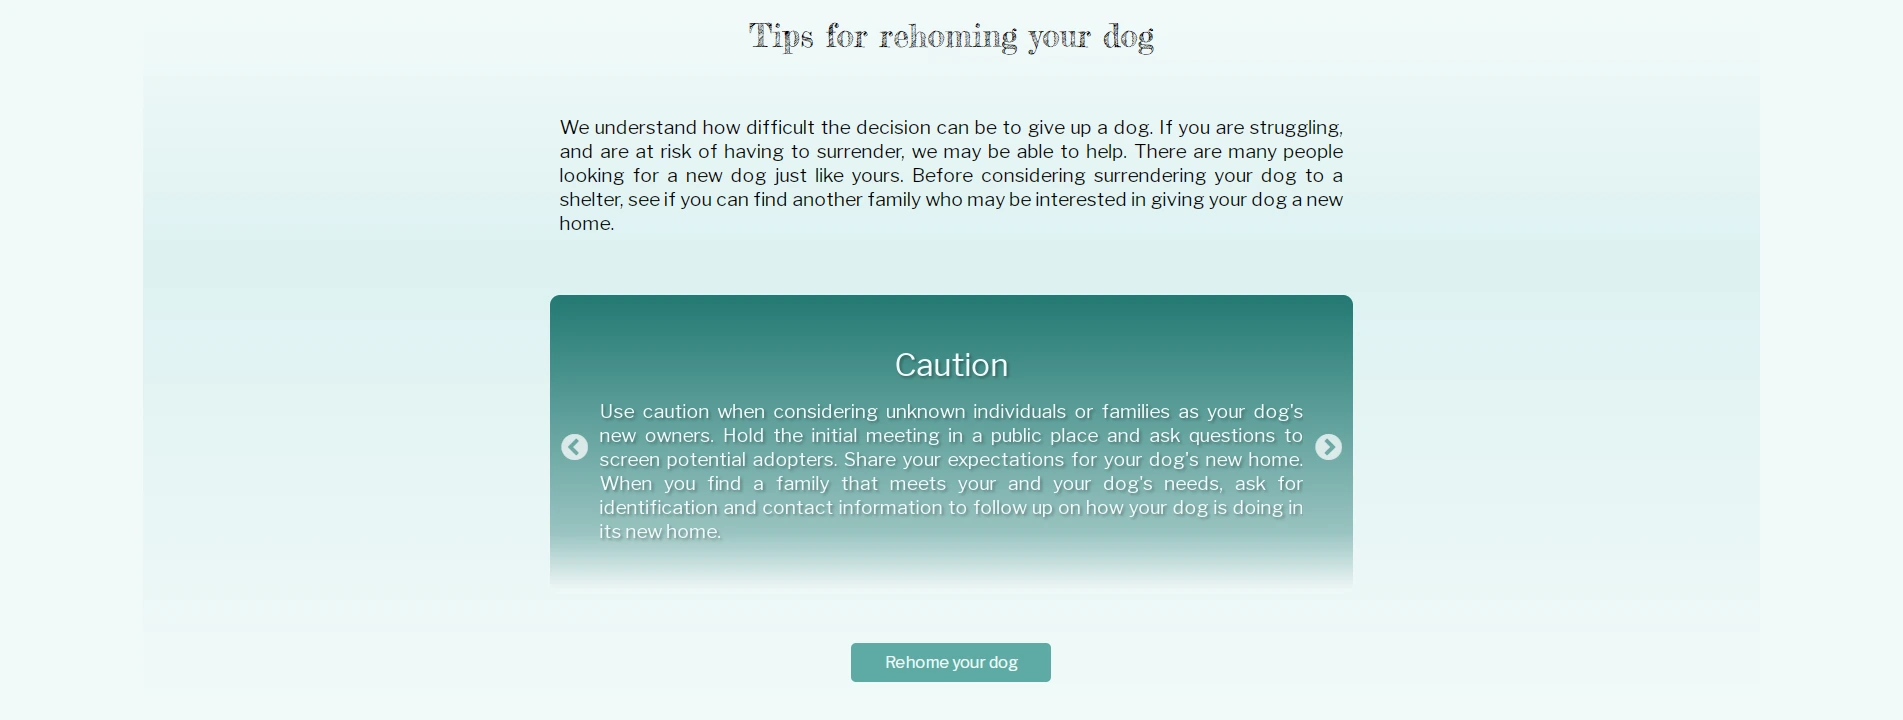 Tips for rehoming your dog
We understand how difficult the decision can be to give up a dog. If you are struggling,
and are at risk of having to surrender, we may be able to help. There are many people
looking for a new dog just like yours. Before considering surrendering your dog to a
shelter, see if you can find another family who may be interested in giving your dog a new
home.
Caution
Use caution when considering unknown individuals or families as your dog's
new owners. Hold the initial meeting in a public place and ask questions to
screen potential adopters. Share your expectations for your dog's new home.
When you find a family that meets your and your dog's needs, ask for
identification and contact information to follow up on how your dog is doing in
its new home.
Rehome your dog